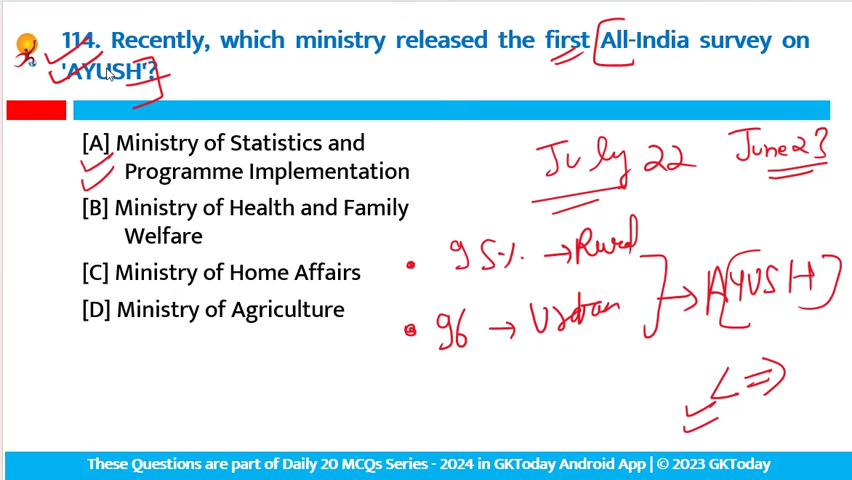 114. Recently, which ministry released the first All-India survey on
'AYUSH'?
[A] Ministry of Statistics and
Programme Implementation
[B] Ministry of Health and Family
Welfare
[C] Ministry of Home Affairs
[D] Ministry of Agriculture
July 22 June 23
95% → Rural
96 → Urban
→ AYUSH
These Questions are part of Daily 20 MCQs Series - 2024 in GKToday Android App | © 2023 GKToday